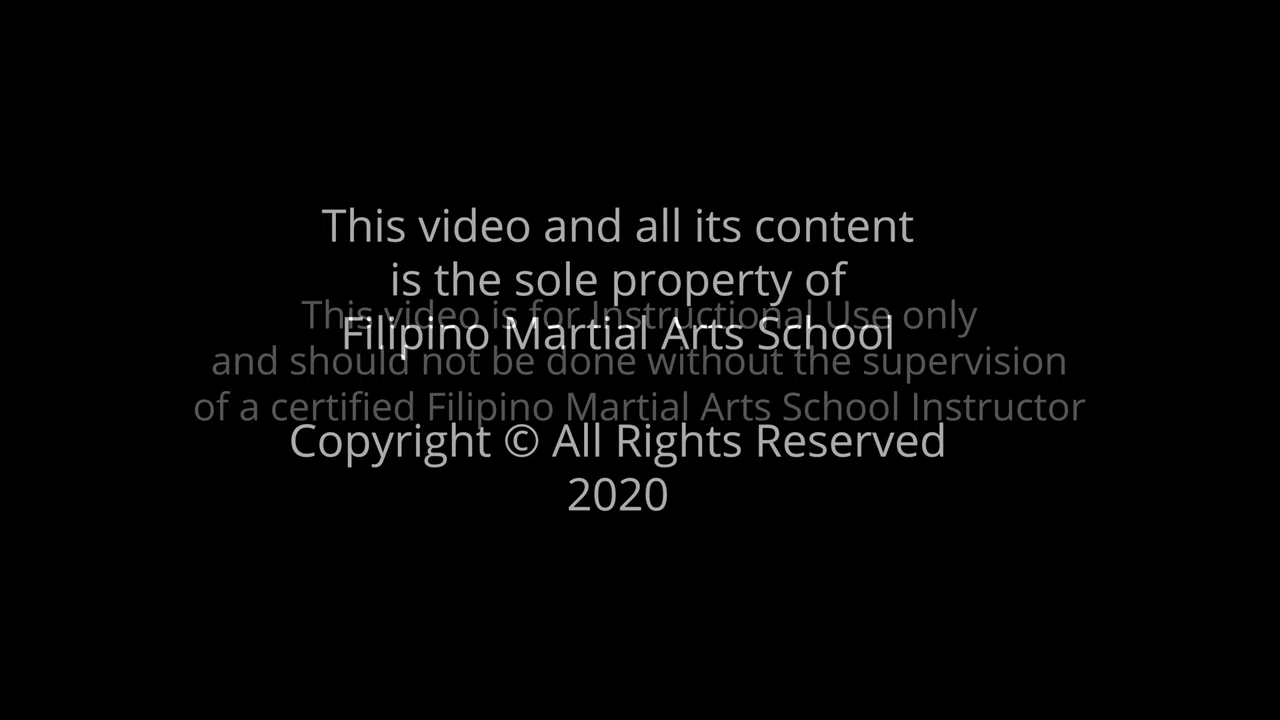 This video and all its content
is the sole property of
Filipino Martial Arts School
Copyright © All Rights Reserved
2020
This video is for Instructional Use only
and should not be done without the supervision
of a certified Filipino Martial Arts School Instructor